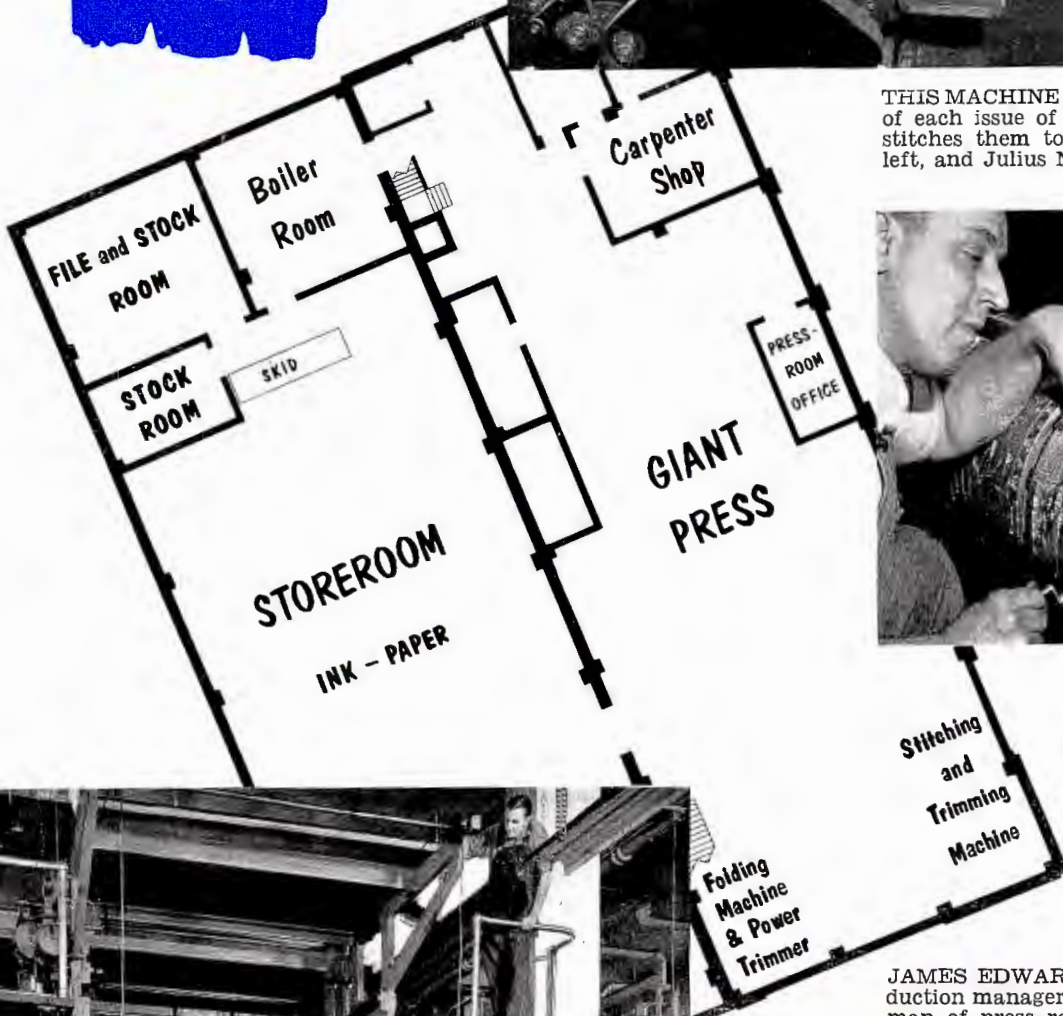 THIS MACHINE
of each issue of
stitches them to
left, and Julius
Carpenter
Shop
Boiler
Room
FILE and STOCK
ROOM
STOCK
ROOM
SKID
PRESS-
ROOM
OFFICE
GIANT
PRESS
STOREROOM
INK - PAPER
Stitching
and
Trimming
Machine
Folding
Machine
& Power
Trimmer
JAMES EDWAR
duction manager